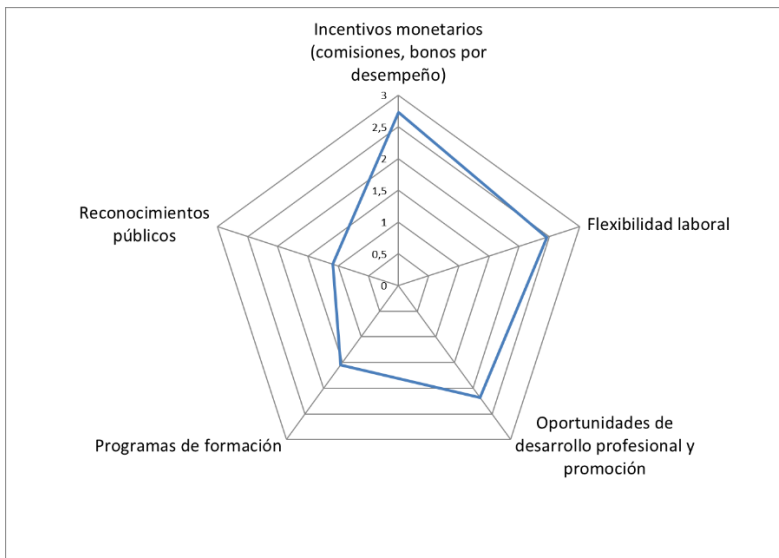 Incentivos monetarios
(comisiones, bonos por
desempeño)
3
2,5
2
1,5
1
0,5
0
Reconocimientos
públicos
Flexibilidad laboral
Programas de formación
Oportunidades de
desarrollo profesional y
promoción